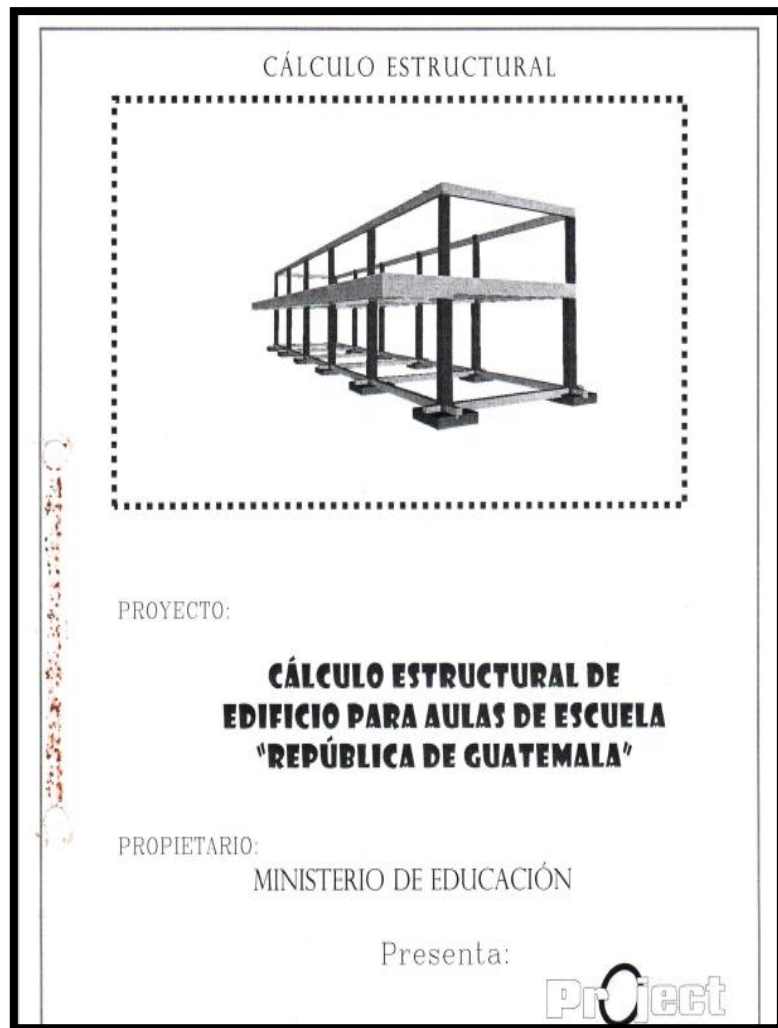 CÁLCULO ESTRUCTURAL
PROYECTO:
CÁLCULO ESTRUCTURAL DE
EDIFICIO PARA AULAS DE ESCUELA
"REPÚBLICA DE GUATEMALA"
PROPIETARIO:
MINISTERIO DE EDUCACIÓN
Presenta:
Project